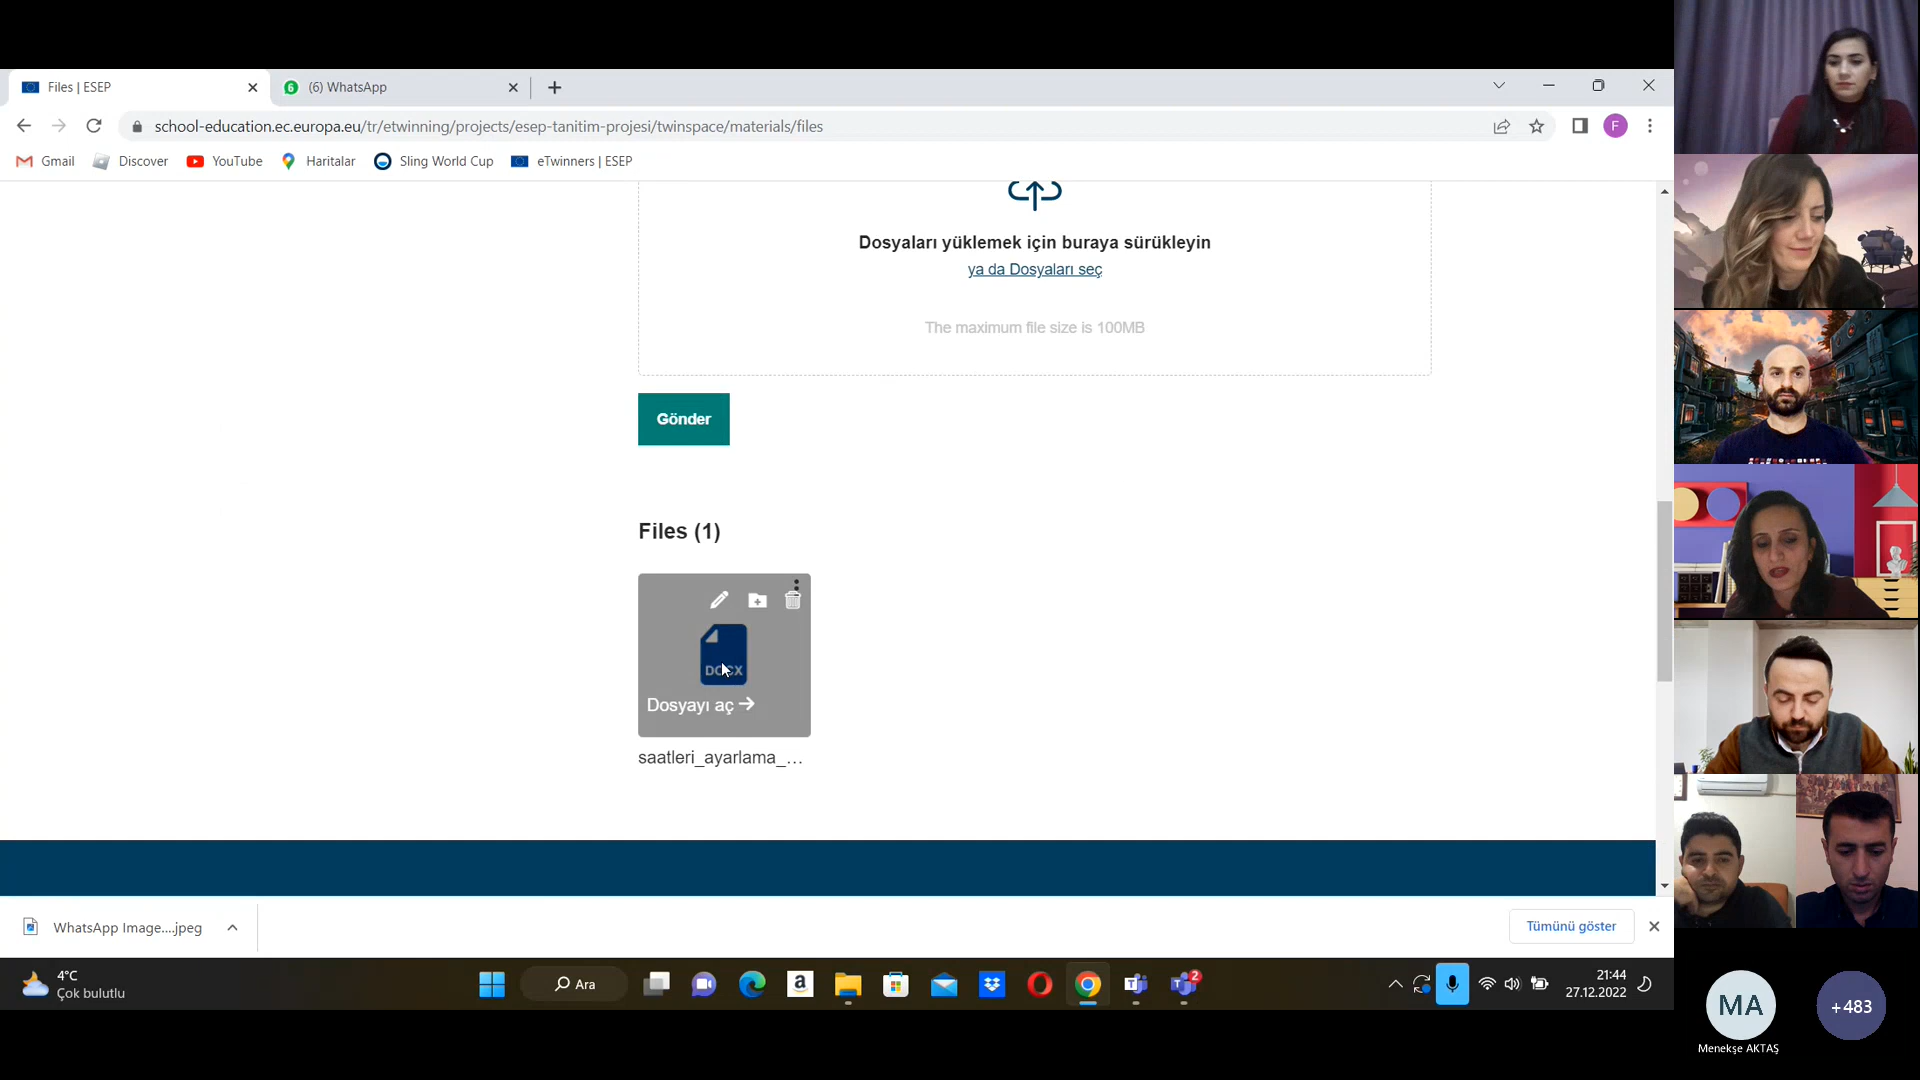 Files | ESEP
6
(6) WhatsApp
school-education.ec.europa.eu/tr/etwinning/projects/esep-tanitim-projesi/twinspace/materials/files
F
Gmail
Discover
YouTube
Haritalar
Sling World Cup
eTwinners | ESEP
Dosyaları yüklemek için buraya sürükleyin
ya da Dosyaları seç
The maximum file size is 100MB
Gönder
Files (1)
DOCX
Dosyayı aç
saatleri_ayarlama_...
WhatsApp Image....jpeg
Tümünü göster
4°C
Çok bulutlu
Ara
a
2
21:44
27.12.2022
MA
Menekşe AKTAŞ
+483